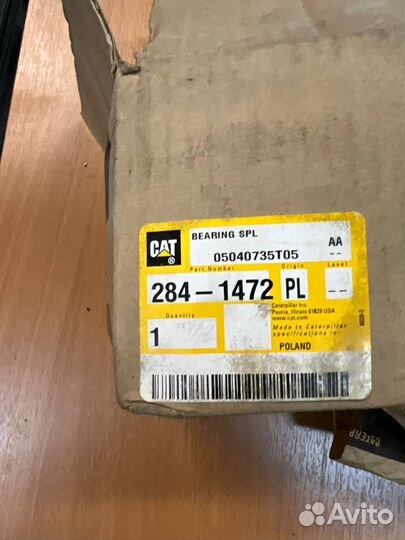 BEARING SPL
AA
CAT
®
05040735T05
--
Part Number
Origin
Level
284-1472
PL
--
Quantity
1
Caterpillar Inc.
Peoria, Illinois 61629 USA
www.cat.com
Made to Caterpillar
specifications in:
POLAND
CATERP
Avito